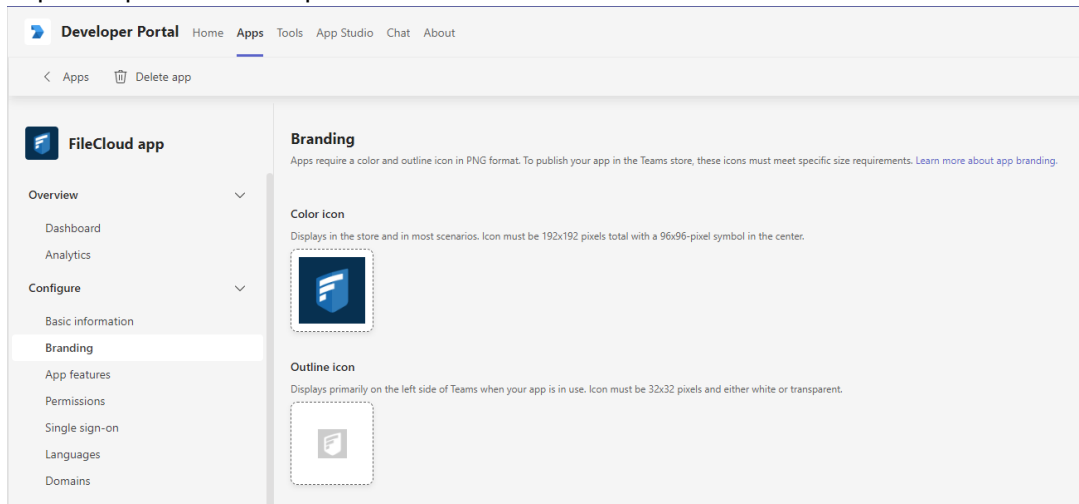 Developer Portal Home Apps Tools App Studio Chat About
Apps Delete app
FileCloud app
Overview
Dashboard
Analytics
Configure
Basic information
Branding
App features
Permissions
Single sign-on
Languages
Domains
Branding
Apps require a color and outline icon in PNG format. To publish your app in the Teams store, these icons must meet specific size requirements. Learn more about app branding.
Color icon
Displays in the store and in most scenarios. Icon must be 192x192 pixels total with a 96x96-pixel symbol in the center.
Outline icon
Displays primarily on the left side of Teams when your app is in use. Icon must be 32x32 pixels and either white or transparent.